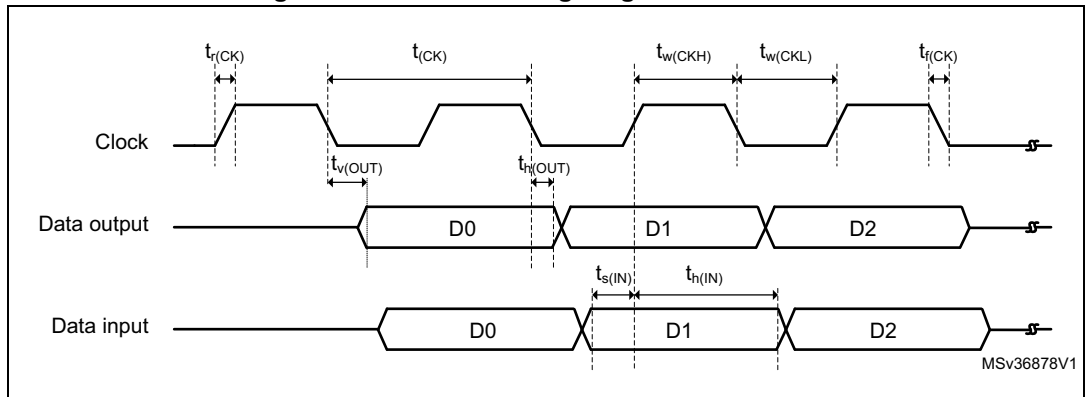 tr(CK) t(CK) tw(CKH) tw(CKL) tf(CK)
Clock
tv(OUT) th(OUT)
Data output D0 D1 D2
ts(IN) th(IN)
Data input D0 D1 D2
MSv36878V1